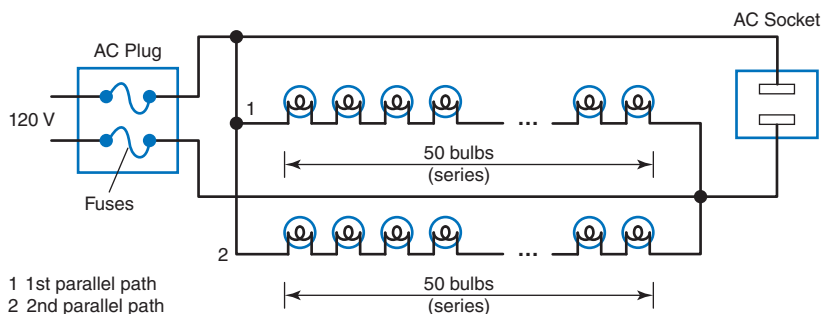 AC Plug
AC Socket
120 V
Fuses
1
...
50 bulbs
(series)
2
...
50 bulbs
(series)
1 1st parallel path
2 2nd parallel path